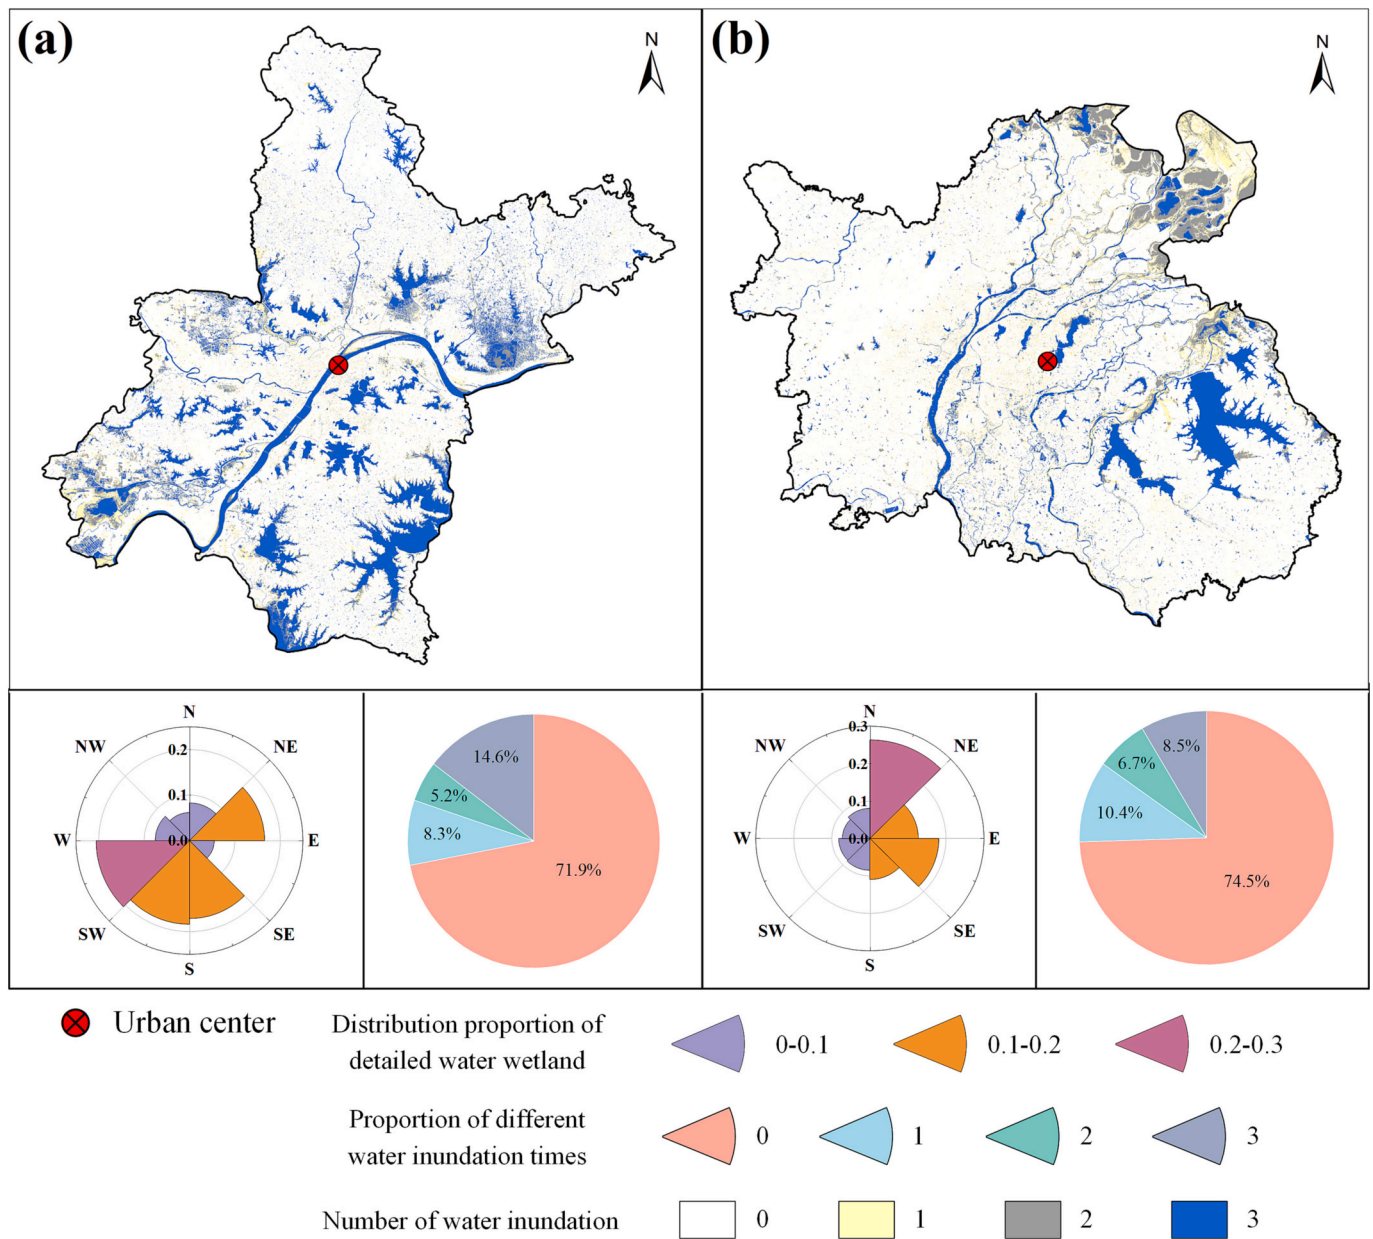 (a)
N
(b)
N
N
NE
E
SE
S
SW
W
NW
0.2
0.1
0.0
14.6%
5.2%
8.3%
71.9%
N
NE
E
SE
S
SW
W
NW
0.3
0.2
0.1
0.0
8.5%
6.7%
10.4%
74.5%
Urban center
Distribution proportion of
detailed water wetland
0-0.1
0.1-0.2
0.2-0.3
Proportion of different
water inundation times
0
1
2
3
Number of water inundation
0
1
2
3